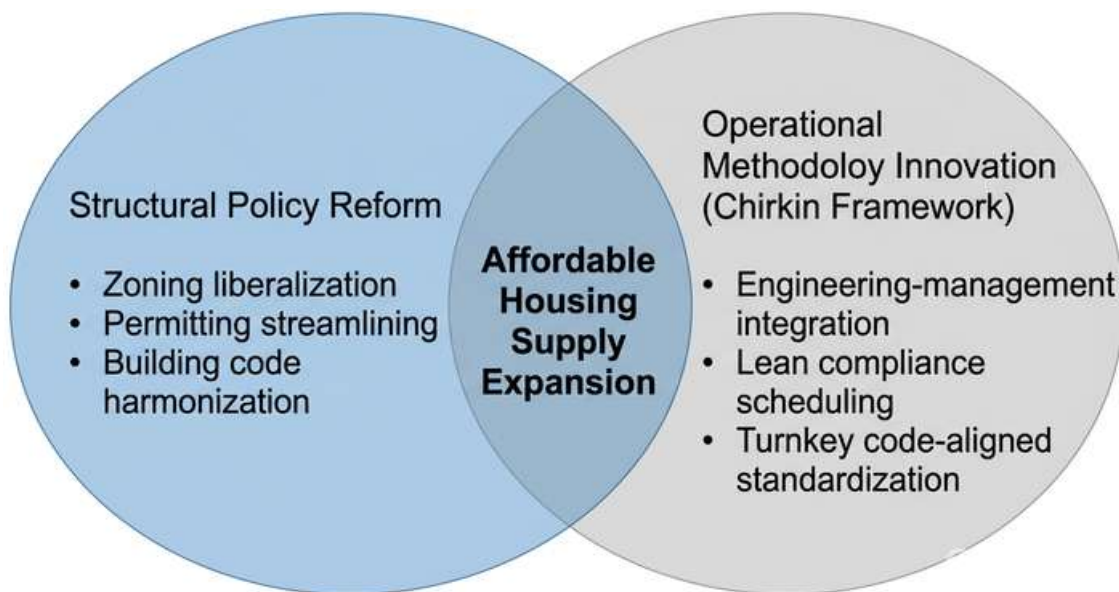 Structural Policy Reform
• Zoning liberalization
• Permitting streamlining
• Building code
harmonization
Affordable
Housing
Supply
Expansion
Operational
Methodoloy Innovation
(Chirkin Framework)
• Engineering-management
integration
• Lean compliance
scheduling
• Turnkey code-aligned
standardization